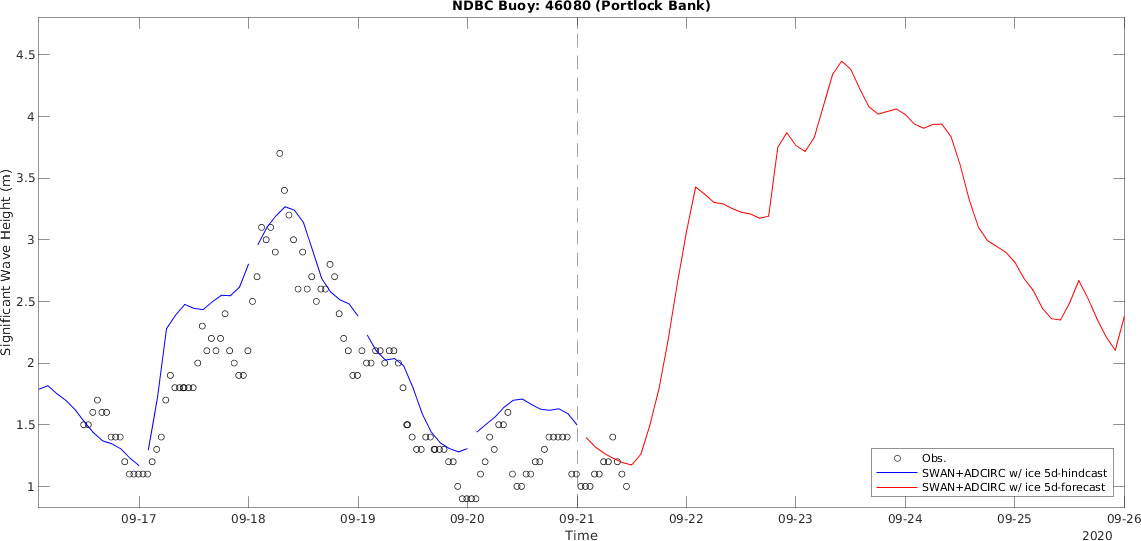 NDBC Buoy: 46080 (Portlock Bank)
4.5
4
3.5
3
2.5
2
1.5
1
Significant Wave Height (m)
Obs.
SWAN+ADCIRC w/ ice 5d-hindcast
SWAN+ADCIRC w/ ice 5d-forecast
09-17 09-18 09-19 09-20 09-21 09-22 09-23 09-24 09-25 09-26
Time
2020